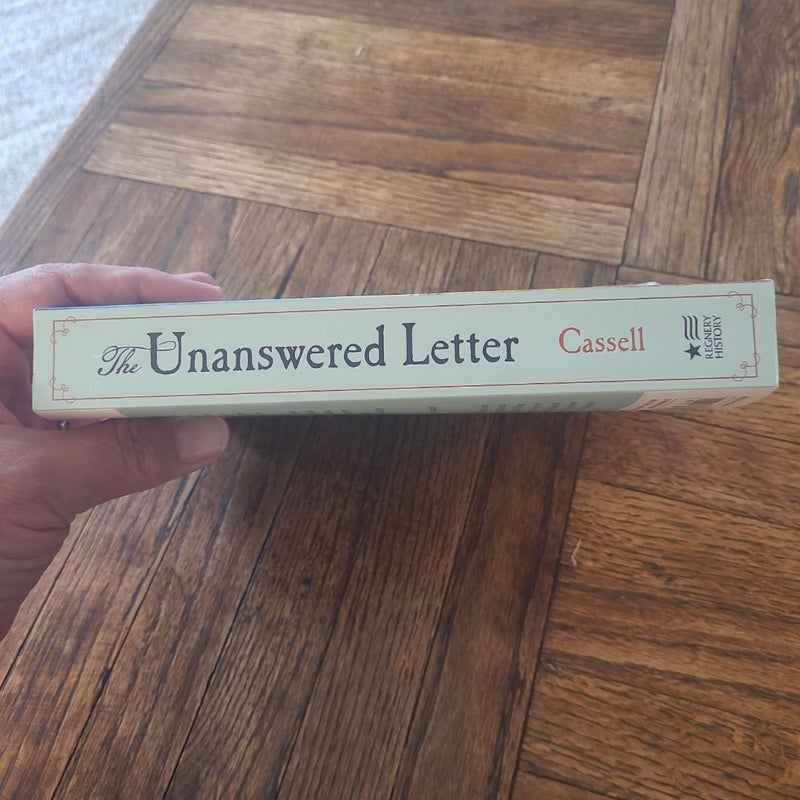 The Unanswered Letter
Cassell
REGNERY
HISTORY